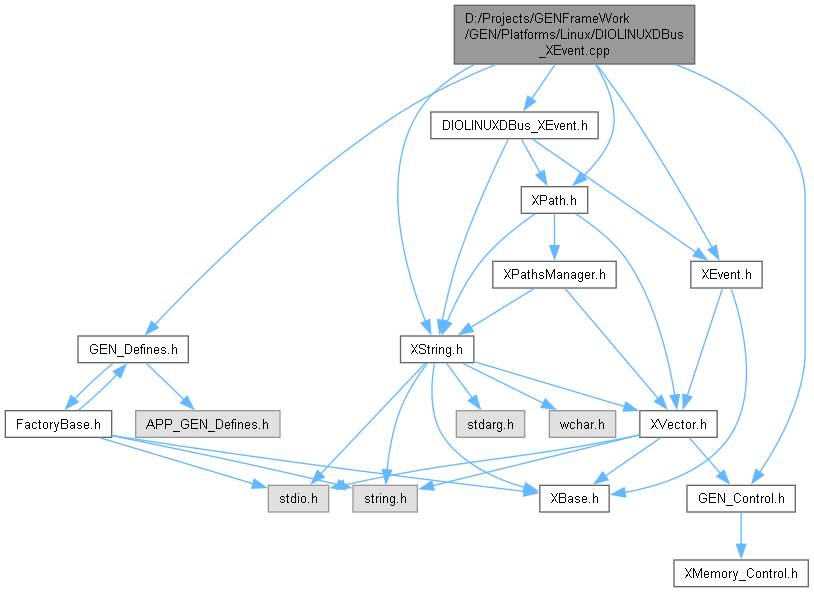 D:/Projects/GENFrameWork
/GEN/Platforms/Linux/DIOLINUXDBus
_XEvent.cpp
DIOLINUXDBus_XEvent.h
XPath.h
XPathsManager.h
XEvent.h
GEN_Defines.h
XString.h
FactoryBase.h
APP_GEN_Defines.h
stdarg.h
wchar.h
XVector.h
stdio.h
string.h
XBase.h
GEN_Control.h
XMemory_Control.h